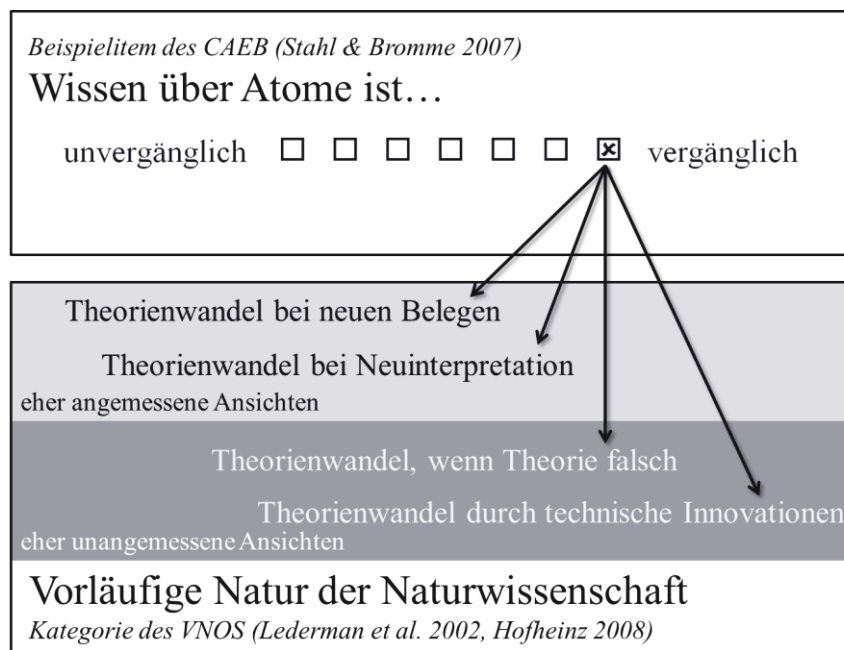 Beispielitem des CAEB (Stahl & Bromme 2007)
Wissen über Atome ist…
unvergänglich ☐ ☐ ☐ ☐ ☐ ☐ ☒ vergänglich
Theorienwandel bei neuen Belegen
Theorienwandel bei Neuinterpretation
eher angemessene Ansichten
Theorienwandel, wenn Theorie falsch
Theorienwandel durch technische Innovationen
eher unangemessene Ansichten
Vorläufige Natur der Naturwissenschaft
Kategorie des VNOS (Lederman et al. 2002, Hofheinz 2008)